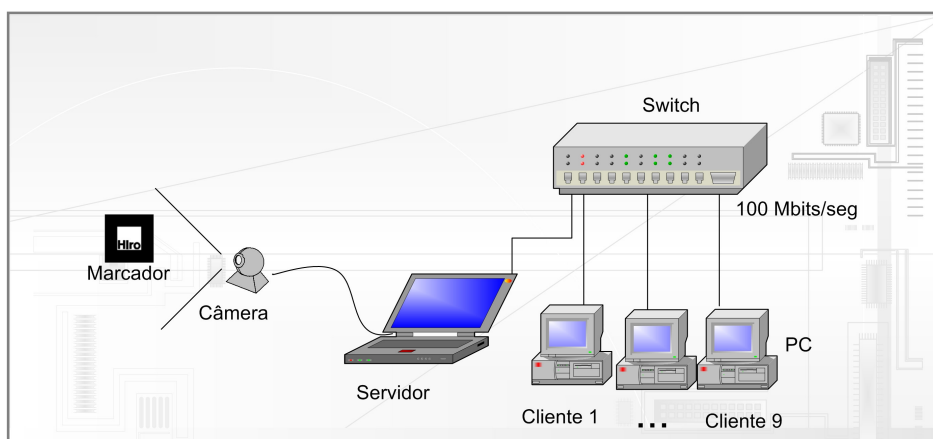 Switch
100 Mbits/seg
HIro
Marcador
Câmera
Servidor
PC
Cliente 1
...
Cliente 9